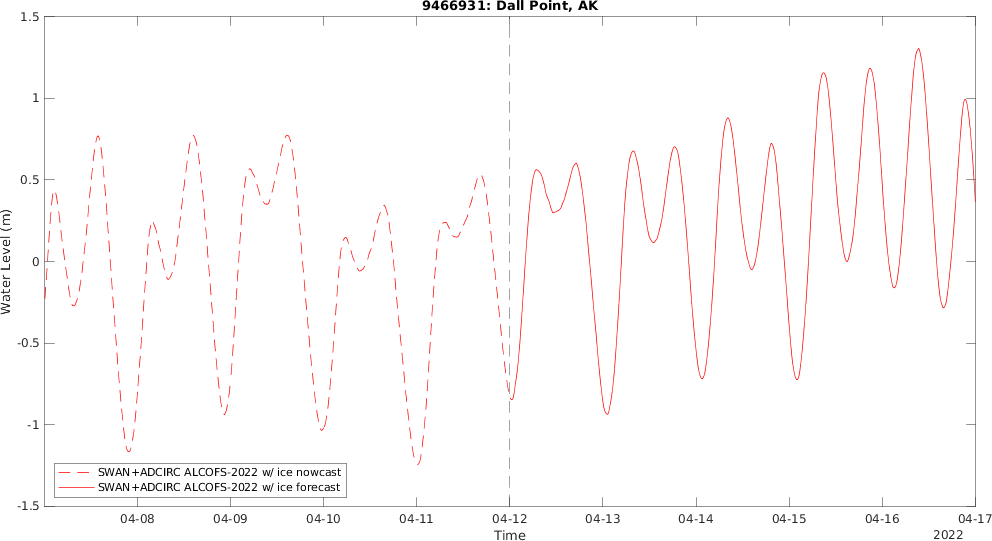 9466931: Dall Point, AK
1.5
1
0.5
0
-0.5
-1
-1.5
Water Level (m)
SWAN+ADCIRC ALCOFS-2022 w/ ice nowcast
SWAN+ADCIRC ALCOFS-2022 w/ ice forecast
04-08 04-09 04-10 04-11 04-12 04-13 04-14 04-15 04-16 04-17
Time
2022